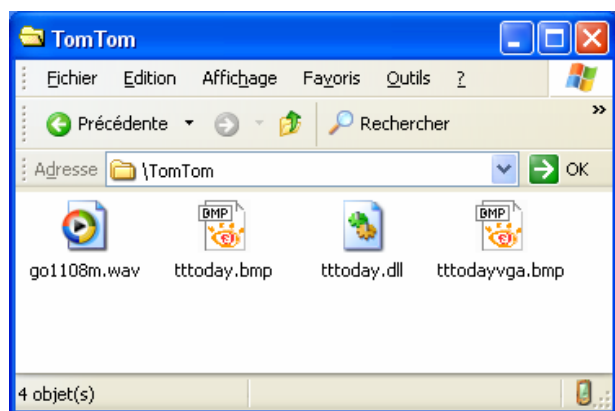 TomTom
Fichier Edition Affichage Favoris Outils ?
Précédente Rechercher »
Adresse \TomTom OK
BMP BMP
go1108m.wav tttoday.bmp tttoday.dll tttodayvga.bmp
4 objet(s)